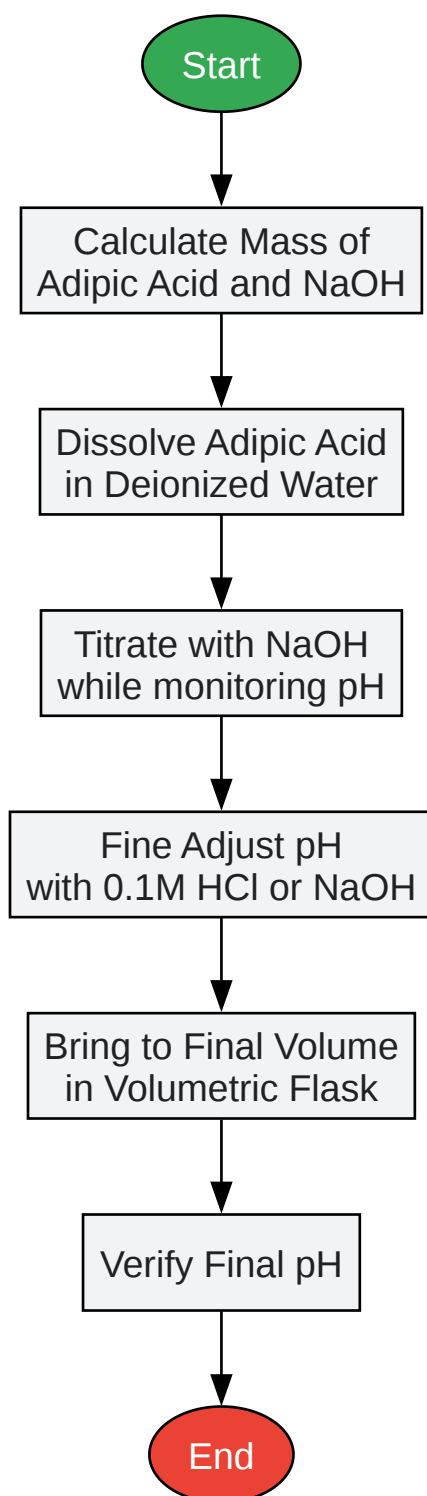 Start
Calculate Mass of
Adipic Acid and NaOH
Dissolve Adipic Acid
in Deionized Water
Titrate with NaOH
while monitoring pH
Fine Adjust pH
with 0.1M HCl or NaOH
Bring to Final Volume
in Volumetric Flask
Verify Final pH
End